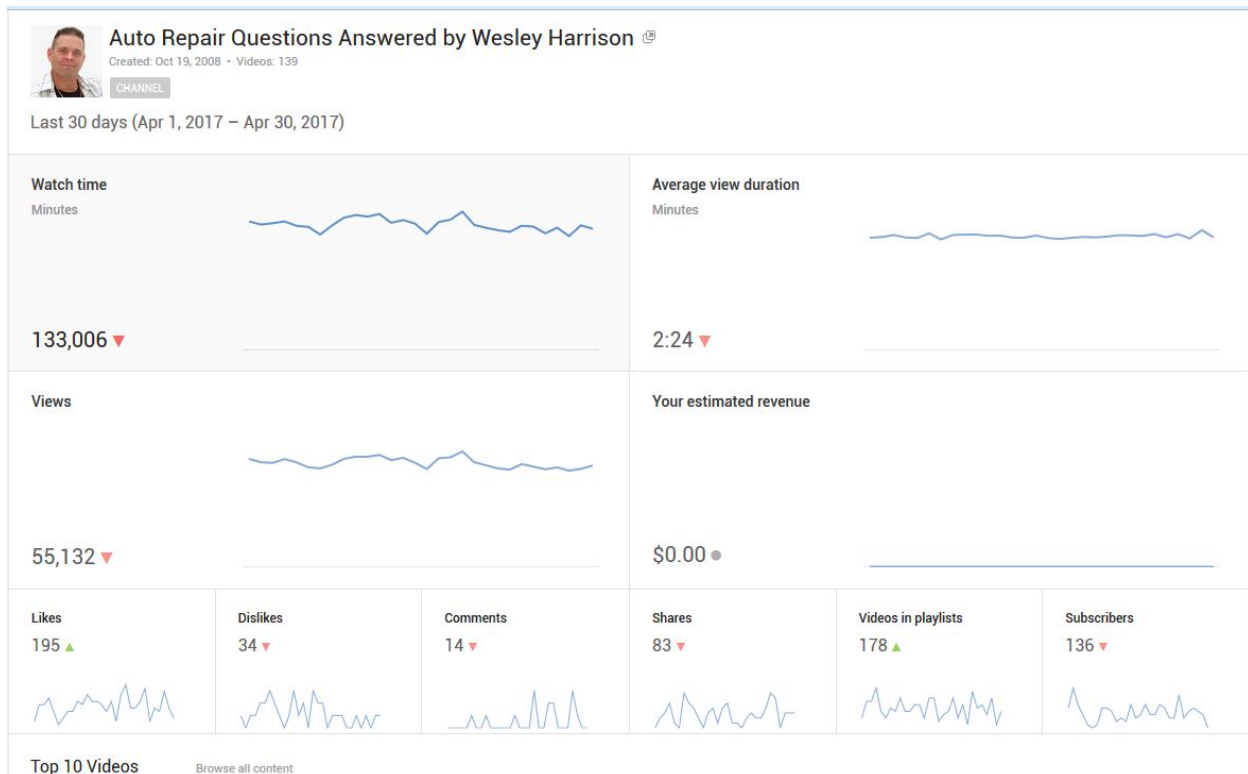 Auto Repair Questions Answered by Wesley Harrison
Created: Oct 19, 2008 • Videos: 139
CHANNEL
Last 30 days (Apr 1, 2017 – Apr 30, 2017)
Watch time
Minutes
133,006
Average view duration
Minutes
2:24
Views
55,132
Your estimated revenue
$0.00
Likes
195
Dislikes
34
Comments
14
Shares
83
Videos in playlists
178
Subscribers
136
Top 10 Videos
Browse all content